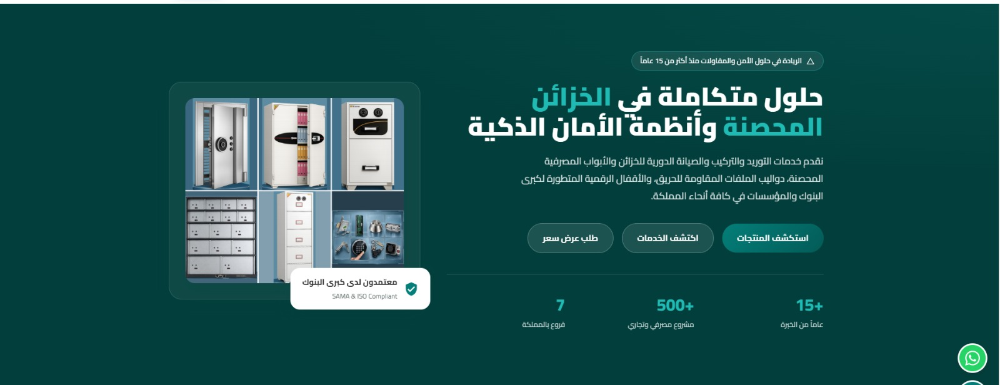 الريادة في حلول الأمن والمقاولات منذ أكثر من 15 عاماً
حلول متكاملة في الخزائن
المحصنة وأنظمة الأمان الذكية
نقدم خدمات التوريد والتركيب والصيانة الدورية للخزائن والأبواب المصرفية
المحصنة، دواليب الملفات المقاومة للحريق، والأقفال الرقمية المتطورة لكبرى
البنوك والمؤسسات في كافة أنحاء المملكة.
استكشف المنتجات
اكتشف الخدمات
طلب عرض سعر
+15
عاماً من الخبرة
+500
مشروع مصرفي وتجاري
7
فروع بالمملكة
معتمدون لدى كبرى البنوك
SAMA & ISO Compliant